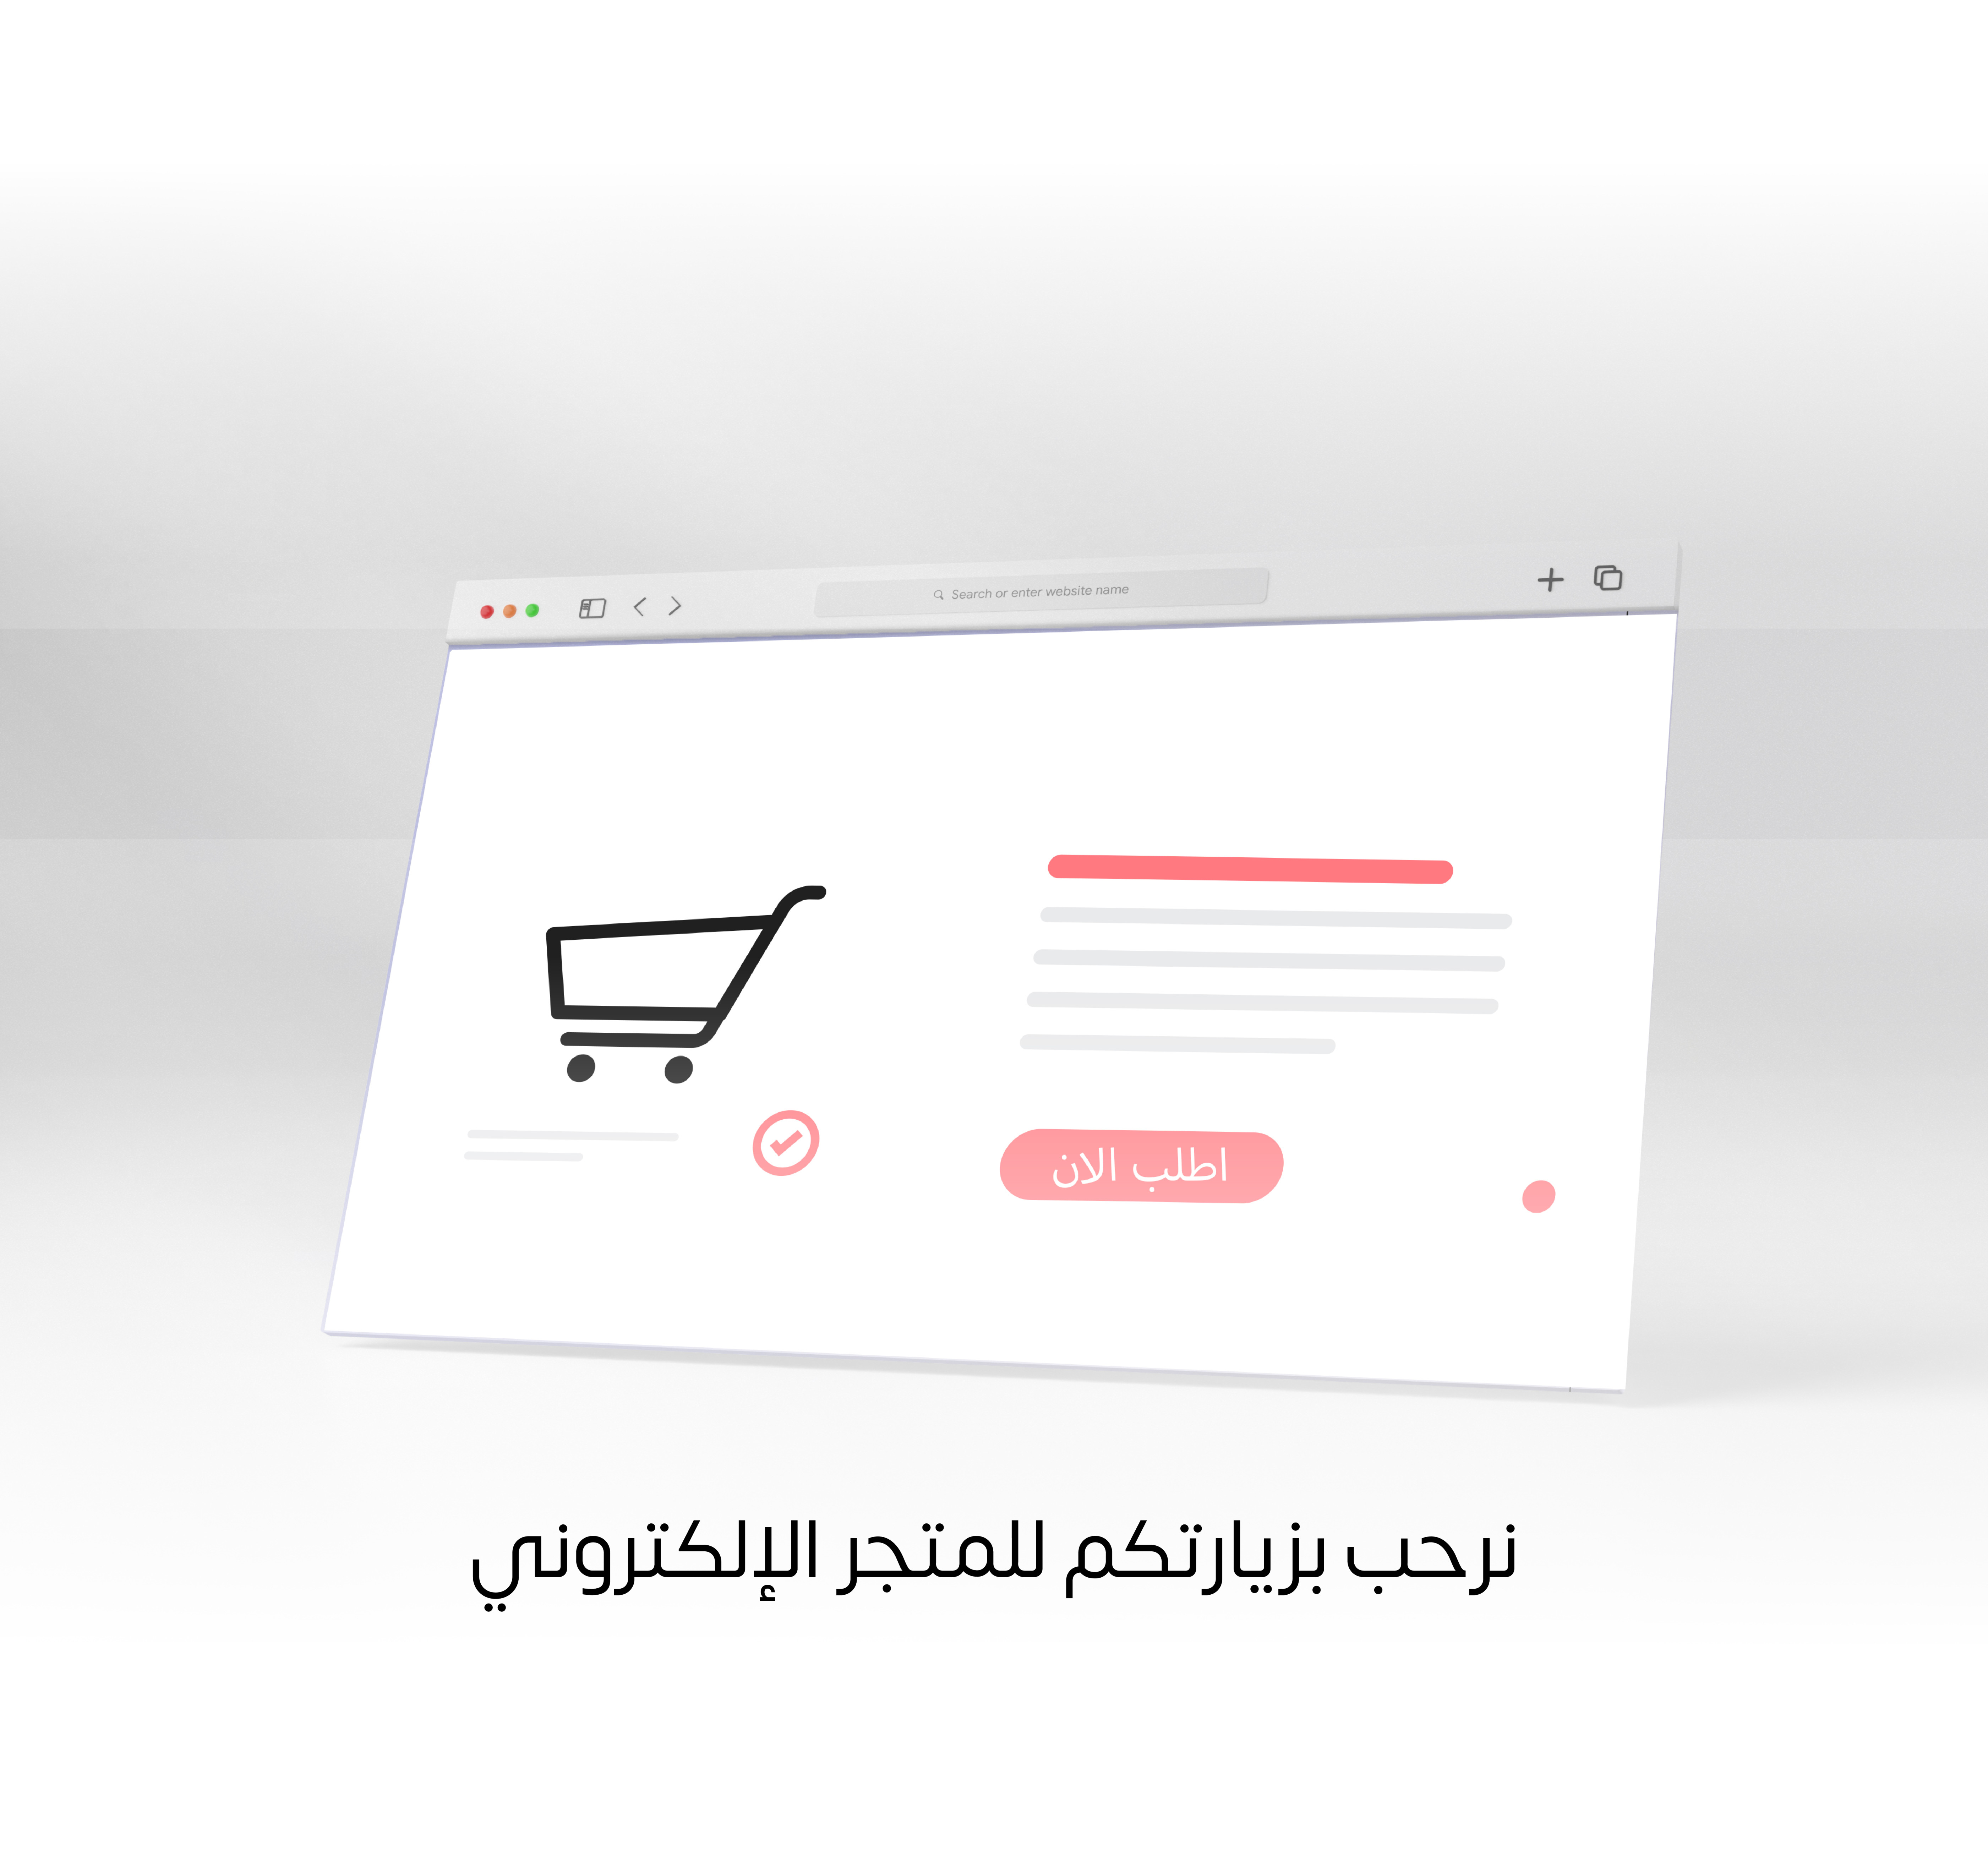 Search or enter website name
اطلب الان
نرحب بزيارتكم للمتجر الإلكتروني